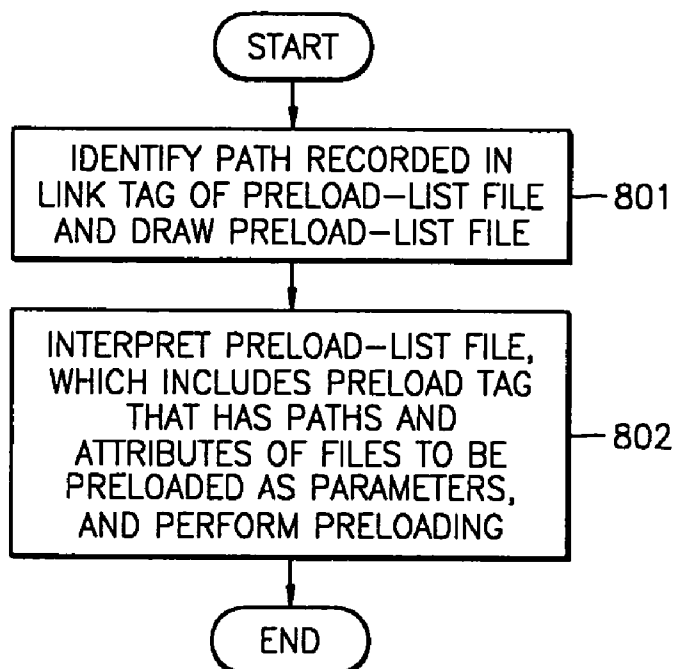 START
IDENTIFY PATH RECORDED IN
LINK TAG OF PRELOAD-LIST FILE
AND DRAW PRELOAD-LIST FILE
801
INTERPRET PRELOAD-LIST FILE,
WHICH INCLUDES PRELOAD TAG
THAT HAS PATHS AND
ATTRIBUTES OF FILES TO BE
PRELOADED AS PARAMETERS,
AND PERFORM PRELOADING
802
END